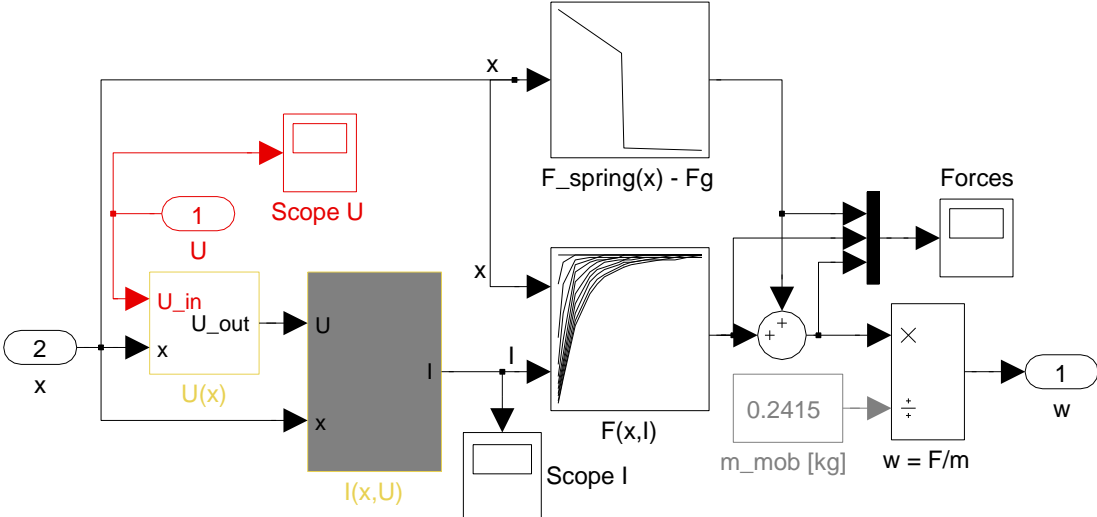 x
F_spring(x) - Fg
Forces
Scope U
1
U
x
U_in
U_out
x
U(x)
U
x
I
I(x,U)
2
x
I
F(x,I)
Scope I
+
+
×
÷
0.2415
m_mob [kg]
w = F/m
1
w